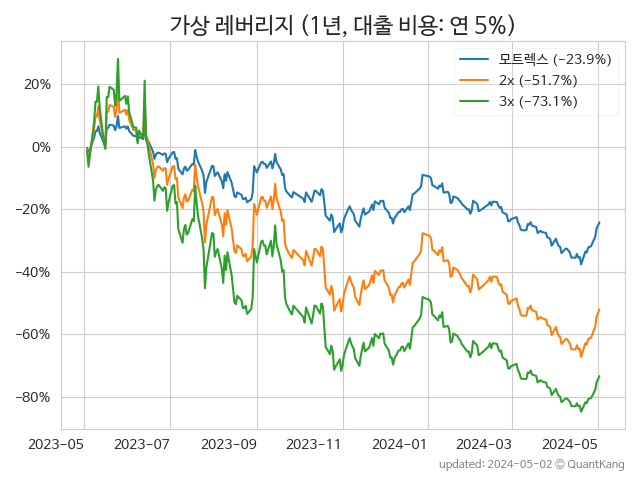 가상 레버리지 (1년, 대출 비용: 연 5%)
모트렉스 (−23.9%)
2x (−51.7%)
3x (−73.1%)
20%
0%
−20%
−40%
−60%
−80%
2023-05
2023-07
2023-09
2023-11
2024-01
2024-03
2024-05
updated: 2024-05-02 © QuantKang